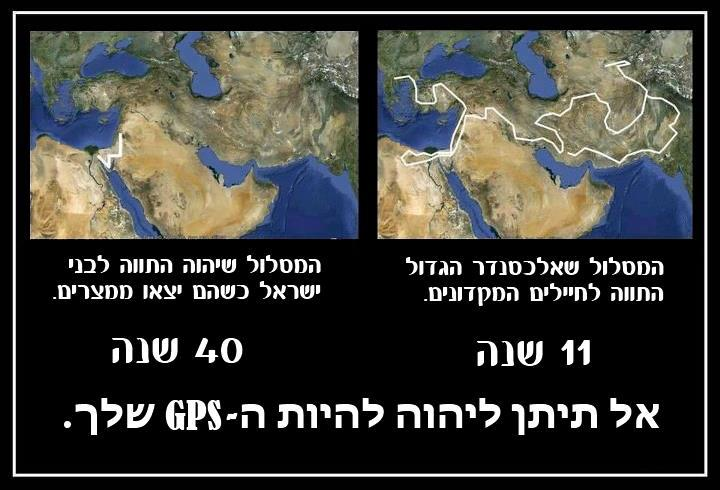 המסלול שאלכסנדר הגדול
התווה לחיילים המקדונים.
11 שנה
המסלול שיהוה התווה לבני
ישראל כשהם יצאו ממצרים.
40 שנה
אל תיתן ליהוה להיות ה-GPS שלך.